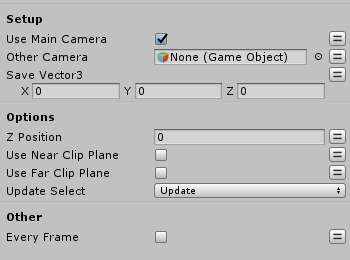 Setup
Use Main Camera
Other Camera None (Game Object)
Save Vector3
X 0 Y 0 Z 0
Options
Z Position 0
Use Near Clip Plane
Use Far Clip Plane
Update Select Update
Other
Every Frame